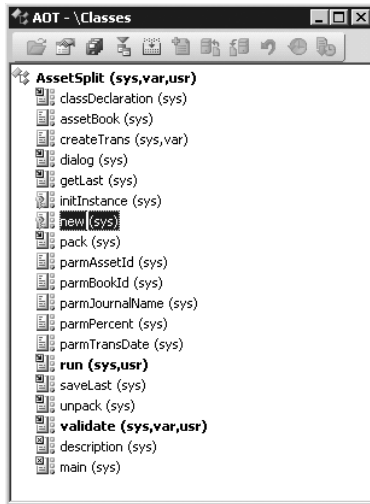 AOT - \Classes
AssetSplit (sys,var,usr)
classDeclaration (sys)
assetBook (sys)
createTrans (sys,var)
dialog (sys)
getLast (sys)
initInstance (sys)
new (sys)
pack (sys)
parmAssetId (sys)
parmBookId (sys)
parmJournalName (sys)
parmPercent (sys)
parmTransDate (sys)
run (sys,usr)
saveLast (sys)
unpack (sys)
validate (sys,var,usr)
description (sys)
main (sys)